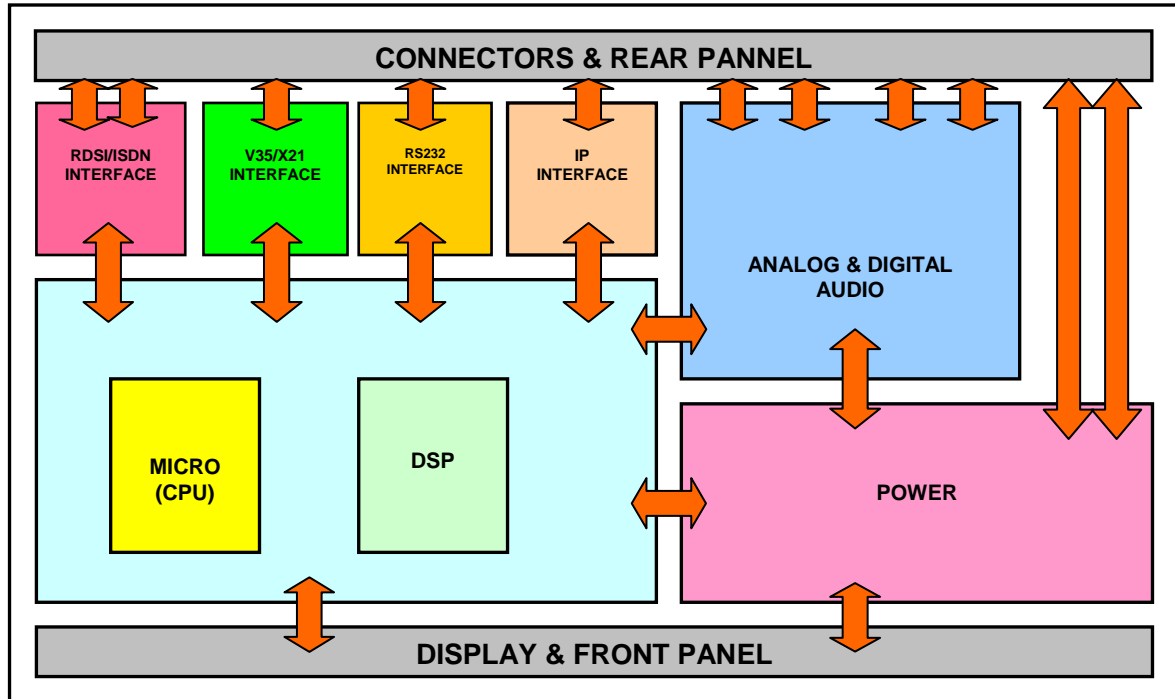 CONNECTORS & REAR PANNEL
RDSI/ISDN
INTERFACE
V35/X21
INTERFACE
RS232
INTERFACE
IP
INTERFACE
ANALOG & DIGITAL
AUDIO
MICRO
(CPU)
DSP
POWER
DISPLAY & FRONT PANEL